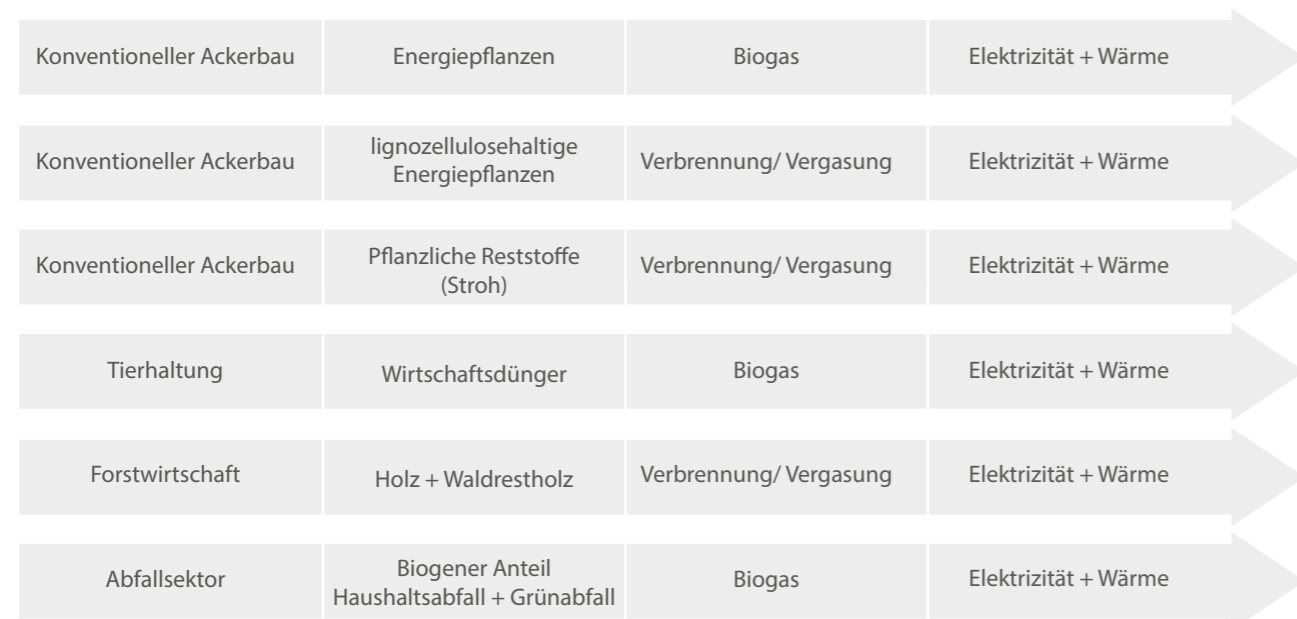 Konventioneller Ackerbau
Energiepflanzen
Biogas
Elektrizität + Wärme
Konventioneller Ackerbau
lignozellulosehaltige
Energiepflanzen
Verbrennung/ Vergasung
Elektrizität + Wärme
Konventioneller Ackerbau
Pflanzliche Reststoffe
(Stroh)
Verbrennung/ Vergasung
Elektrizität + Wärme
Tierhaltung
Wirtschaftsdünger
Biogas
Elektrizität + Wärme
Forstwirtschaft
Holz + Waldrestholz
Verbrennung/ Vergasung
Elektrizität + Wärme
Abfallsektor
Biogener Anteil
Haushaltsabfall + Grünabfall
Biogas
Elektrizität + Wärme